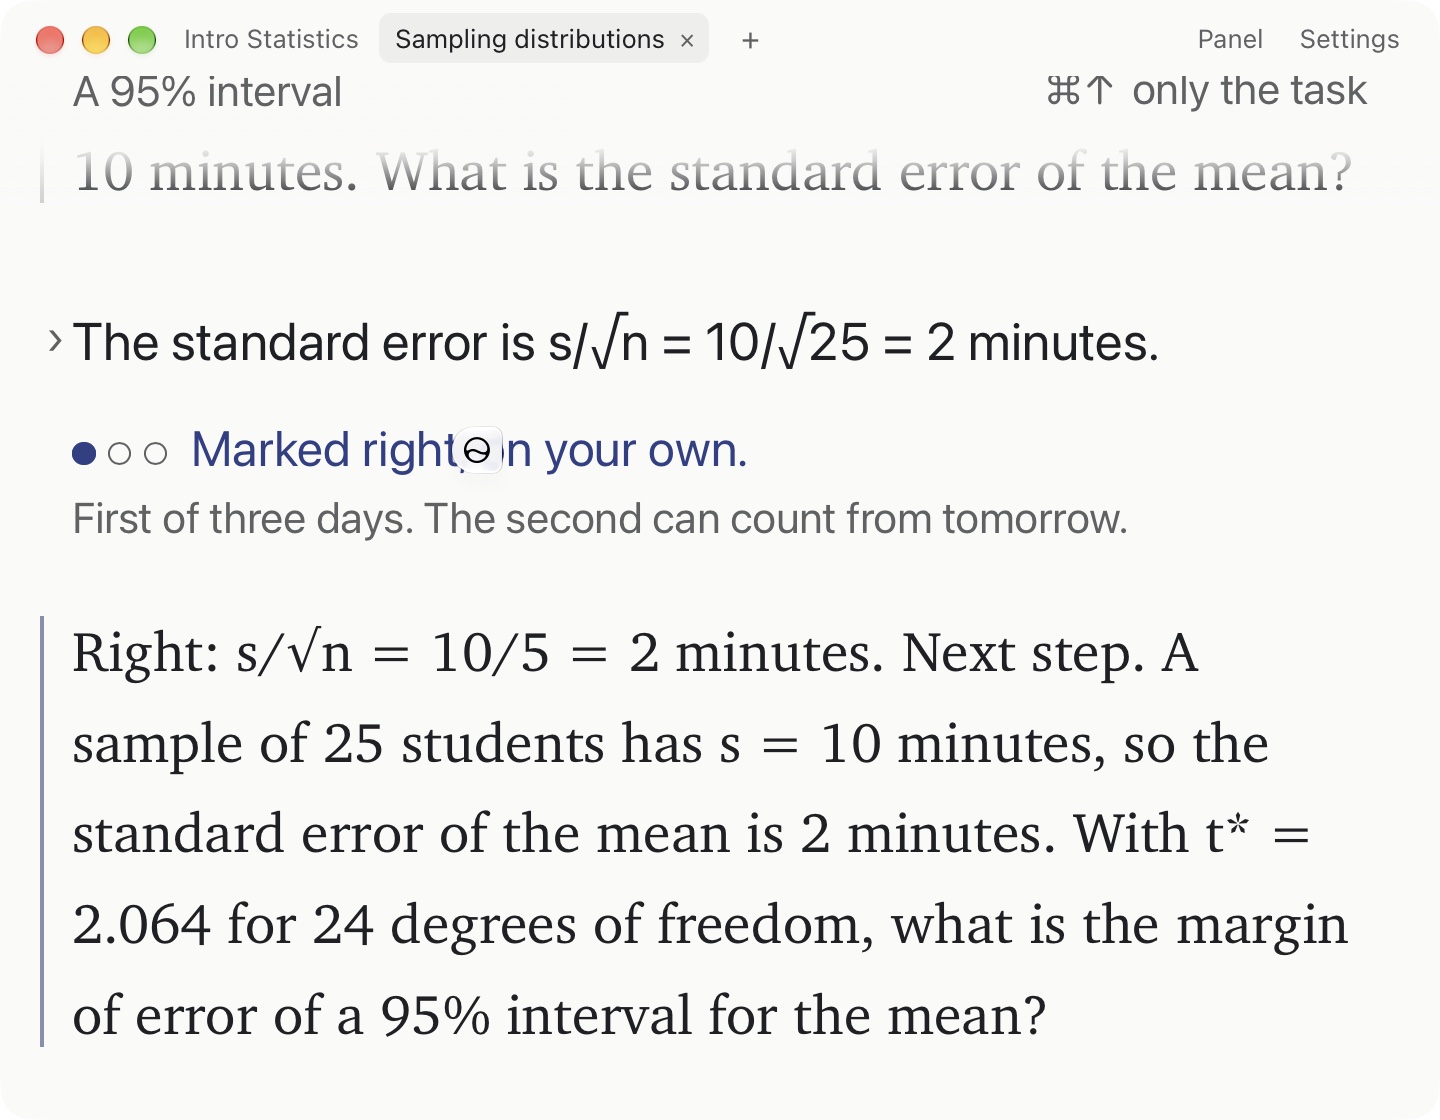 Intro Statistics
Sampling distributions ×
+
Panel
Settings
A 95% interval
⌘↑ only the task
10 minutes. What is the standard error of the mean?
› The standard error is s/√n = 10/√25 = 2 minutes.
Marked right, on your own.
First of three days. The second can count from tomorrow.
Right: s/√n = 10/5 = 2 minutes. Next step. A
sample of 25 students has s = 10 minutes, so the
standard error of the mean is 2 minutes. With t* =
2.064 for 24 degrees of freedom, what is the margin
of error of a 95% interval for the mean?